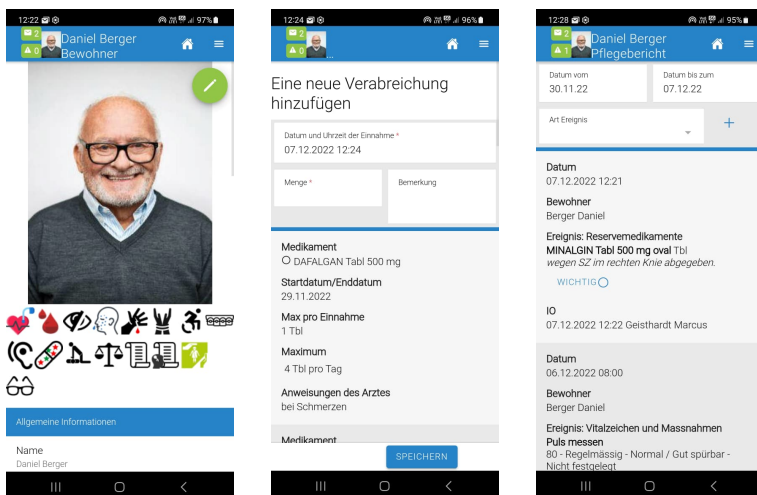 12:22
97%
2
0
Daniel Berger
Bewohner
Allgemeine Informationen
Name
Daniel Berger
12:24
96%
2
0
...
Eine neue Verabreichung
hinzufügen
Datum und Uhrzeit der Einnahme *
07.12.2022 12:24
Menge *
Bemerkung
Medikament
DAFALGAN Tabl 500 mg
Startdatum/Enddatum
29.11.2022
Max pro Einnahme
1 Tbl
Maximum
4 Tbl pro Tag
Anweisungen des Arztes
bei Schmerzen
Medikament
SPEICHERN
12:28
95%
2
1
Daniel Berger
Pflegebericht
Datum vom
30.11.22
Datum bis zum
07.12.22
Art Ereignis
+
Datum
07.12.2022 12:21
Bewohner
Berger Daniel
Ereignis: Reservemedikamente
MINALGIN Tabl 500 mg oval Tbl
wegen SZ im rechten Knie abgegeben.
WICHTIG
IO
07.12.2022 12:22 Geisthardt Marcus
Datum
06.12.2022 08:00
Bewohner
Berger Daniel
Ereignis: Vitalzeichen und Massnahmen
Puls messen
80 - Regelmässig - Normal / Gut spürbar -
Nicht festgelegt